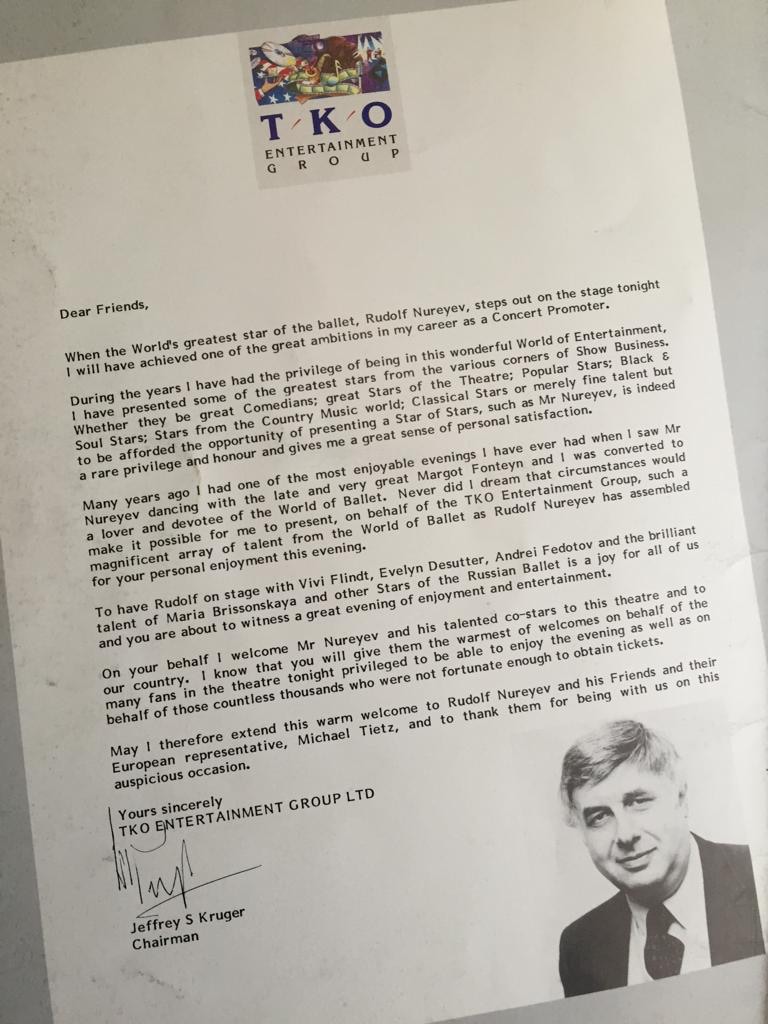 T·K·O
ENTERTAINMENT
GROUP
Dear Friends,
When the World's greatest star of the ballet, Rudolf Nureyev, steps out on the stage tonight
I will have achieved one of the great ambitions in my career as a Concert Promoter.
During the years I have had the privilege of being in this wonderful World of Entertainment,
I have presented some of the greatest stars from the various corners of Show Business.
Whether they be great Comedians; great Stars of the Theatre; Popular Stars; Black &
Soul Stars; Stars from the Country Music world; Classical Stars or merely fine talent but
to be afforded the opportunity of presenting a Star of Stars, such as Mr Nureyev, is indeed
a rare privilege and honour and gives me a great sense of personal satisfaction.
Many years ago I had one of the most enjoyable evenings I have ever had when I saw Mr
Nureyev dancing with the late and very great Margot Fonteyn and I was converted to
a lover and devotee of the World of Ballet. Never did I dream that circumstances would
make it possible for me to present, on behalf of the TKO Entertainment Group, such a
magnificent array of talent from the World of Ballet as Rudolf Nureyev has assembled
for your personal enjoyment this evening.
To have Rudolf on stage with Vivi Flindt, Evelyn Desutter, Andrei Fedotov and the brilliant
talent of Maria Brissonskaya and other Stars of the Russian Ballet is a joy for all of us
and you are about to witness a great evening of enjoyment and entertainment.
On your behalf I welcome Mr Nureyev and his talented co-stars to this theatre and to
our country. I know that you will give them the warmest of welcomes on behalf of the
many fans in the theatre tonight privileged to be able to enjoy the evening as well as on
behalf of those countless thousands who were not fortunate enough to obtain tickets.
May I therefore extend this warm welcome to Rudolf Nureyev and his Friends and their
European representative, Michael Tietz, and to thank them for being with us on this
auspicious occasion.
Yours sincerely
TKO ENTERTAINMENT GROUP LTD
Jeffrey S Kruger
Chairman